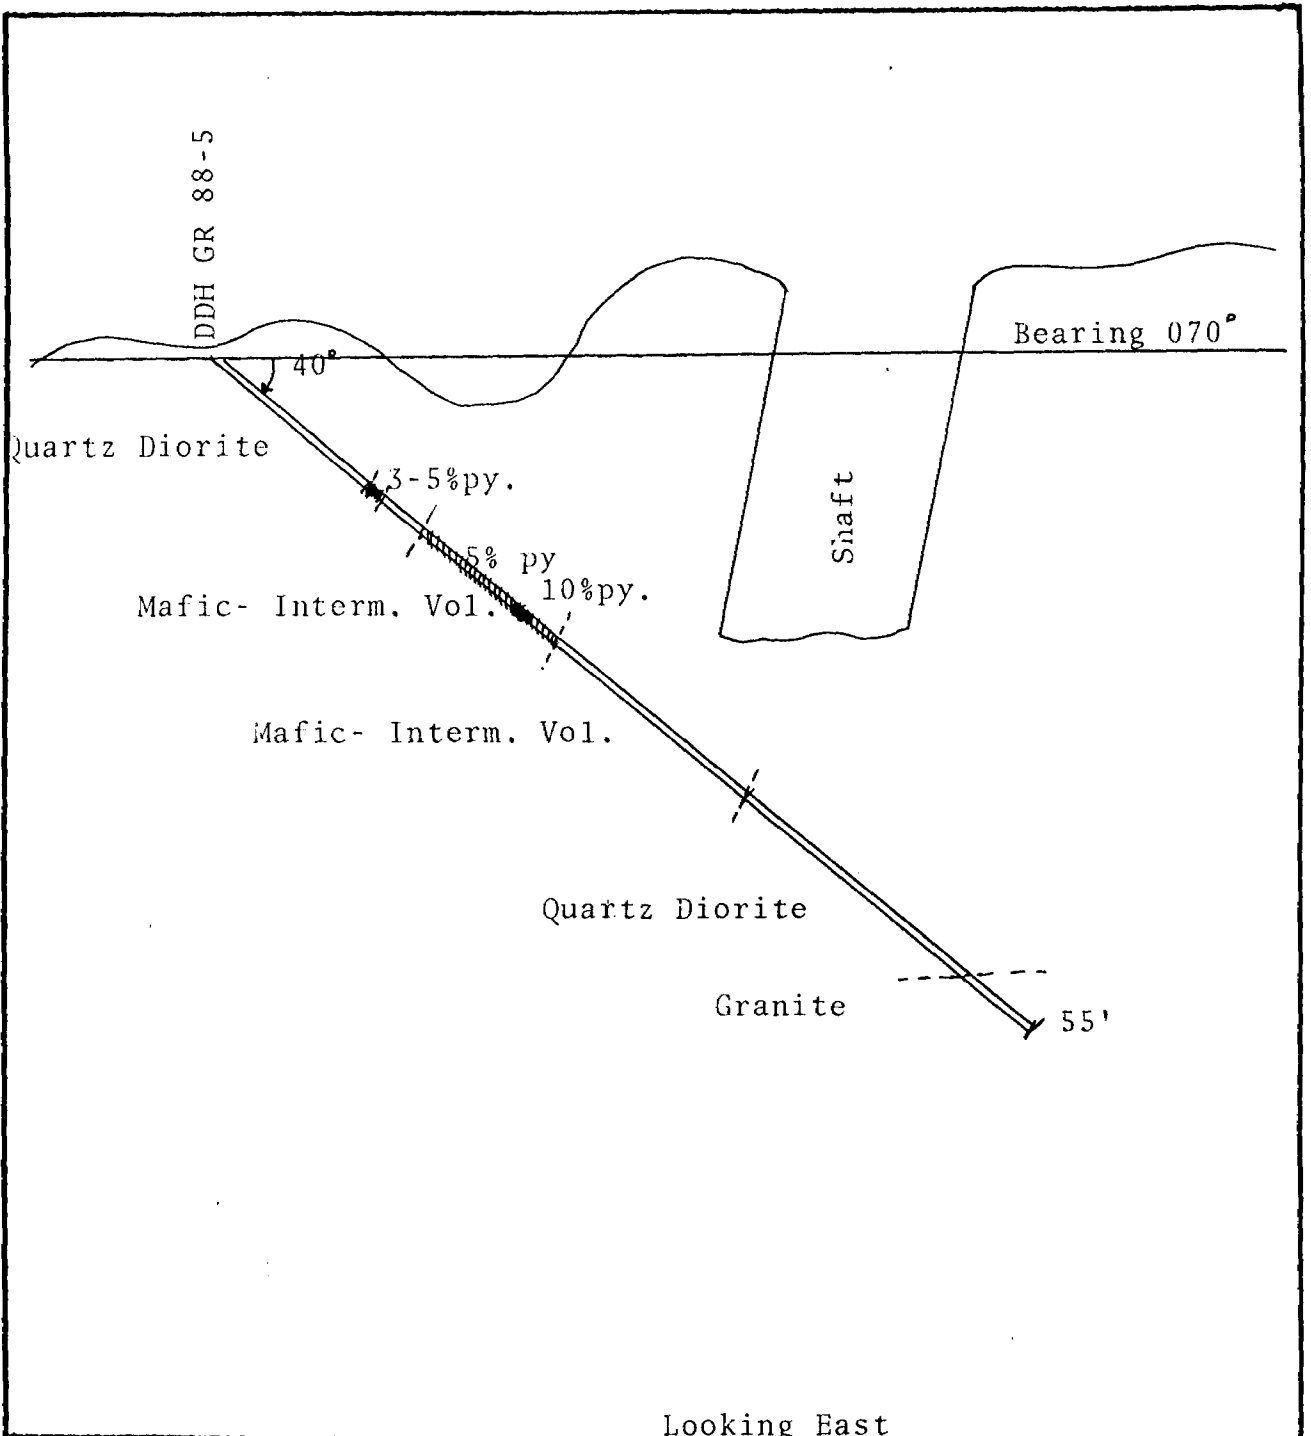 DDH GR 88-5
Bearing 070°
40°
Quartz Diorite
3-5%py.
Shaft
5% py
10%py.
Mafic- Interm. Vol.
Mafic- Interm. Vol.
Quartz Diorite
Granite
55'
Looking East